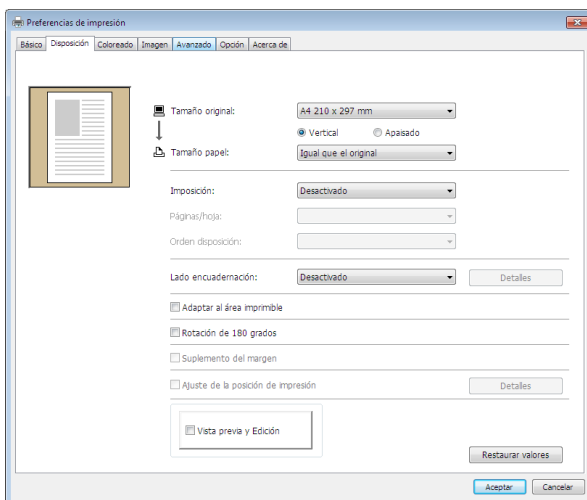 Preferencias de impresión
Básico Disposición Coloreado Imagen Avanzado Opción Acerca de
Tamaño original: A4 210 x 297 mm
Vertical Apaisado
Tamaño papel: Igual que el original
Imposición: Desactivado
Páginas/hoja:
Orden disposición:
Lado encuadernación: Desactivado Detalles
Adaptar al área imprimible
Rotación de 180 grados
Suplemento del margen
Ajuste de la posición de impresión Detalles
Vista previa y Edición
Restaurar valores
Aceptar Cancelar